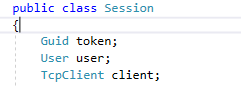 public class Session
{
Guid token;
User user;
TcpClient client;